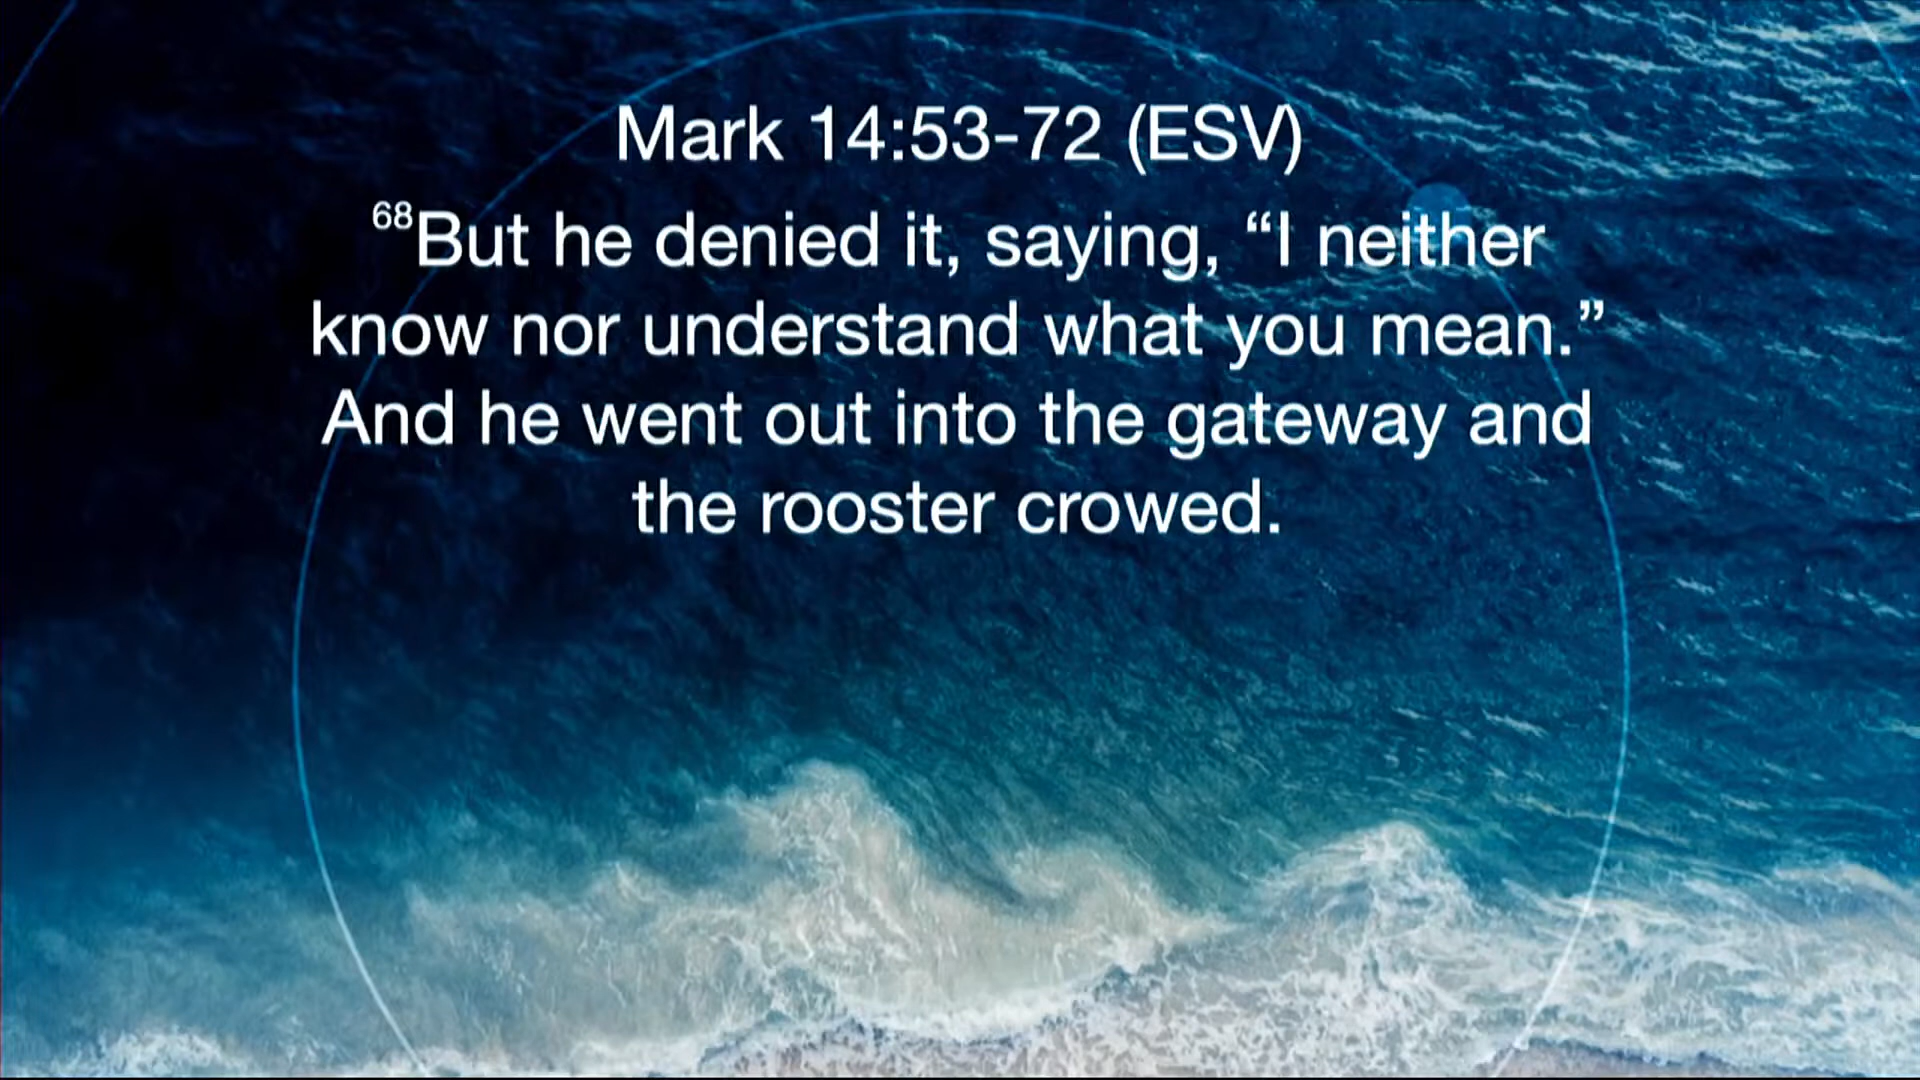 Mark 14:53-72 (ESV)
68But he denied it, saying, “I neither
know nor understand what you mean.”
And he went out into the gateway and
the rooster crowed.